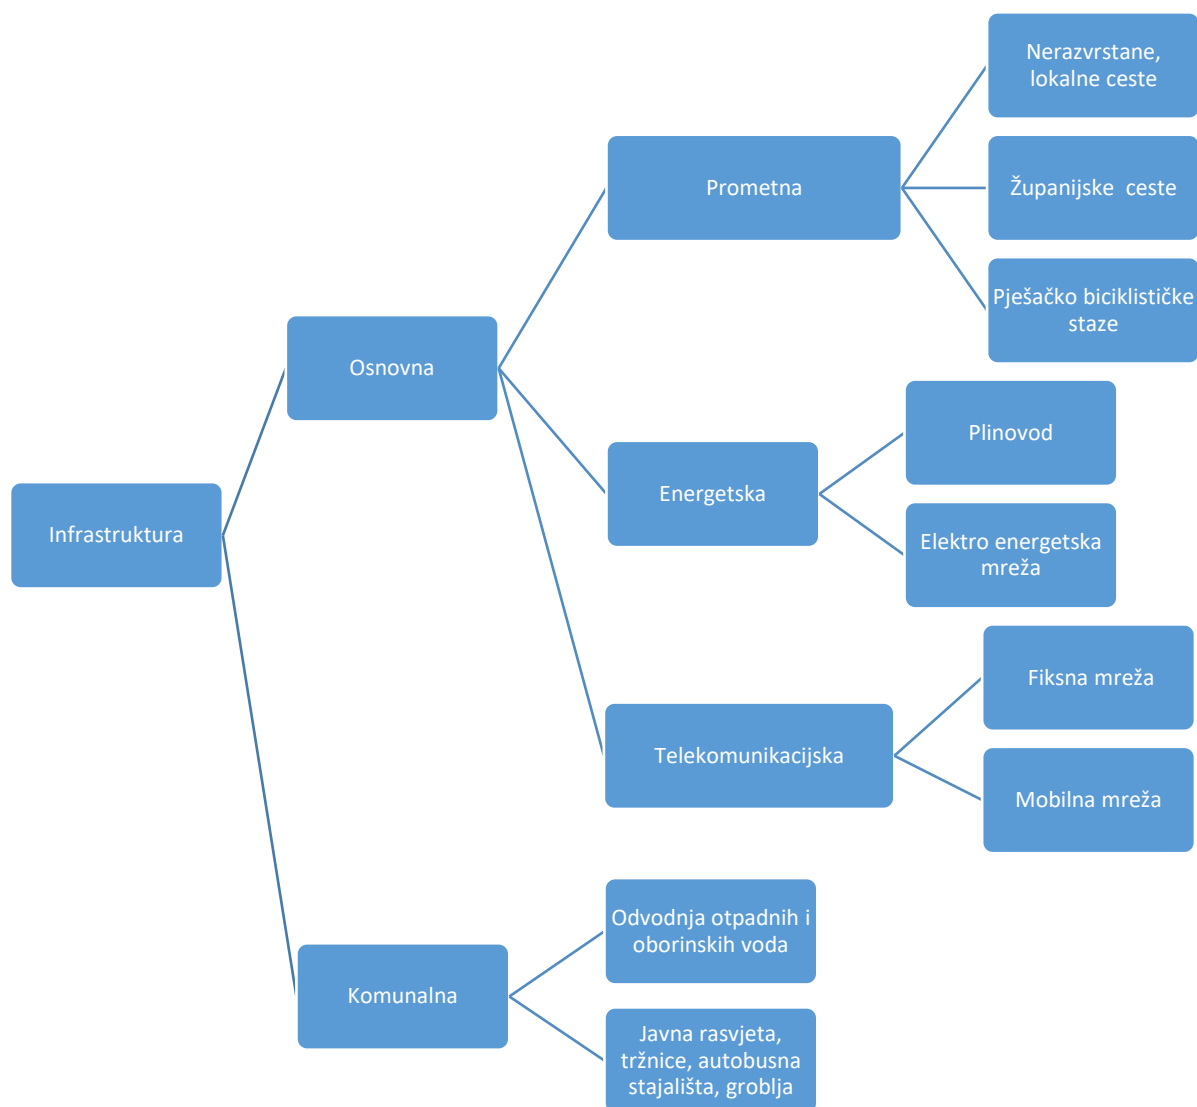 Infrastruktura
Osnovna
Prometna
Nerazvrstane,
lokalne ceste
Županijske  ceste
Pješačko biciklističke
staze
Energetska
Plinovod
Elektro energetska
mreža
Telekomunikacijska
Fiksna mreža
Mobilna mreža
Komunalna
Odvodnja otpadnih i
oborinskih voda
Javna rasvjeta,
tržnice, autobusna
stajališta, groblja